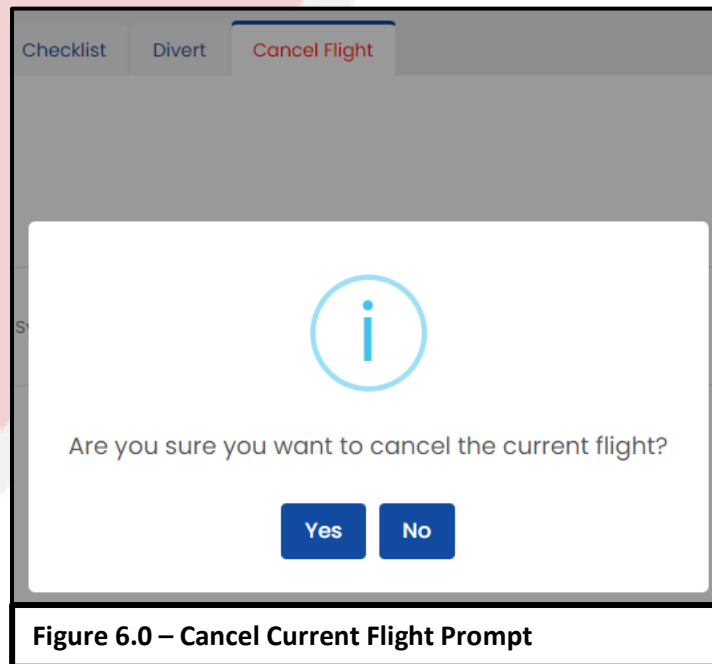 Checklist Divert Cancel Flight
Are you sure you want to cancel the current flight?
Yes No
Figure 6.0 – Cancel Current Flight Prompt